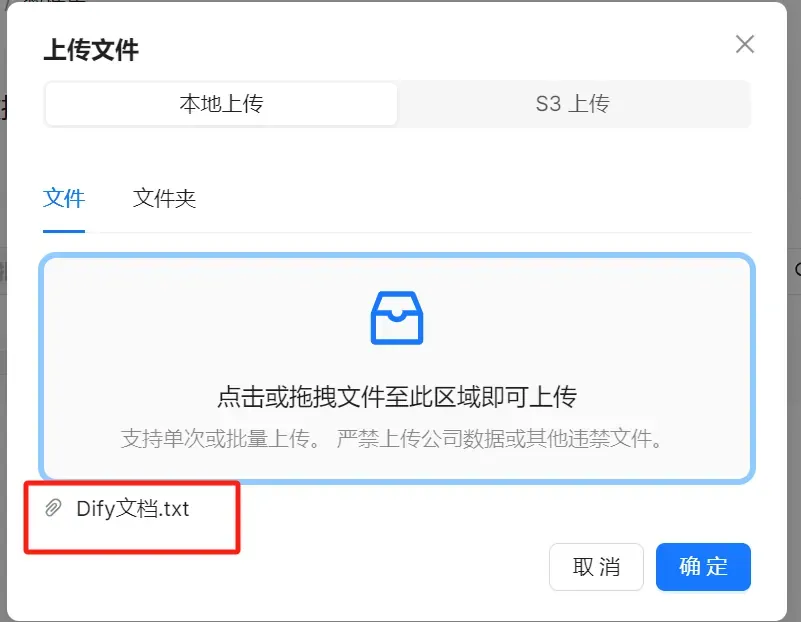 上传文件
本地上传
S3 上传
文件
文件夹
点击或拖拽文件至此区域即可上传
支持单次或批量上传。 严禁上传公司数据或其他违禁文件。
Dify文档.txt
取 消
确 定